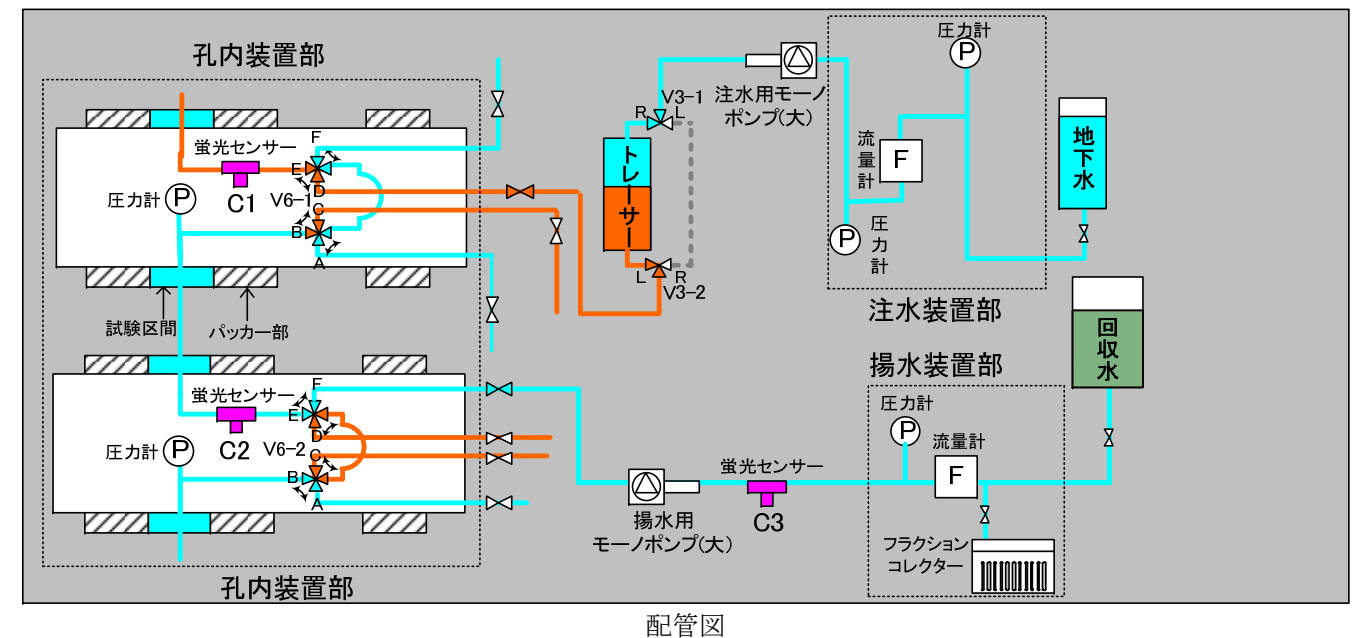 孔内装置部
蛍光センサー
圧力計
P
C1
V6-1
F
E
D
C
B
A
試験区間
パッカー部
蛍光センサー
圧力計
P
C2
V6-2
F
E
D
C
B
A
孔内装置部
V3-1
R
L
トレーサー
L
R
V3-2
注水用モーノ
ポンプ(大)
圧力計
P
流量計
F
P
圧力計
地下水
注水装置部
回収水
揚水装置部
圧力計
P
流量計
F
揚水用
モーノポンプ(大)
蛍光センサー
C3
フラクション
コレクター
配管図